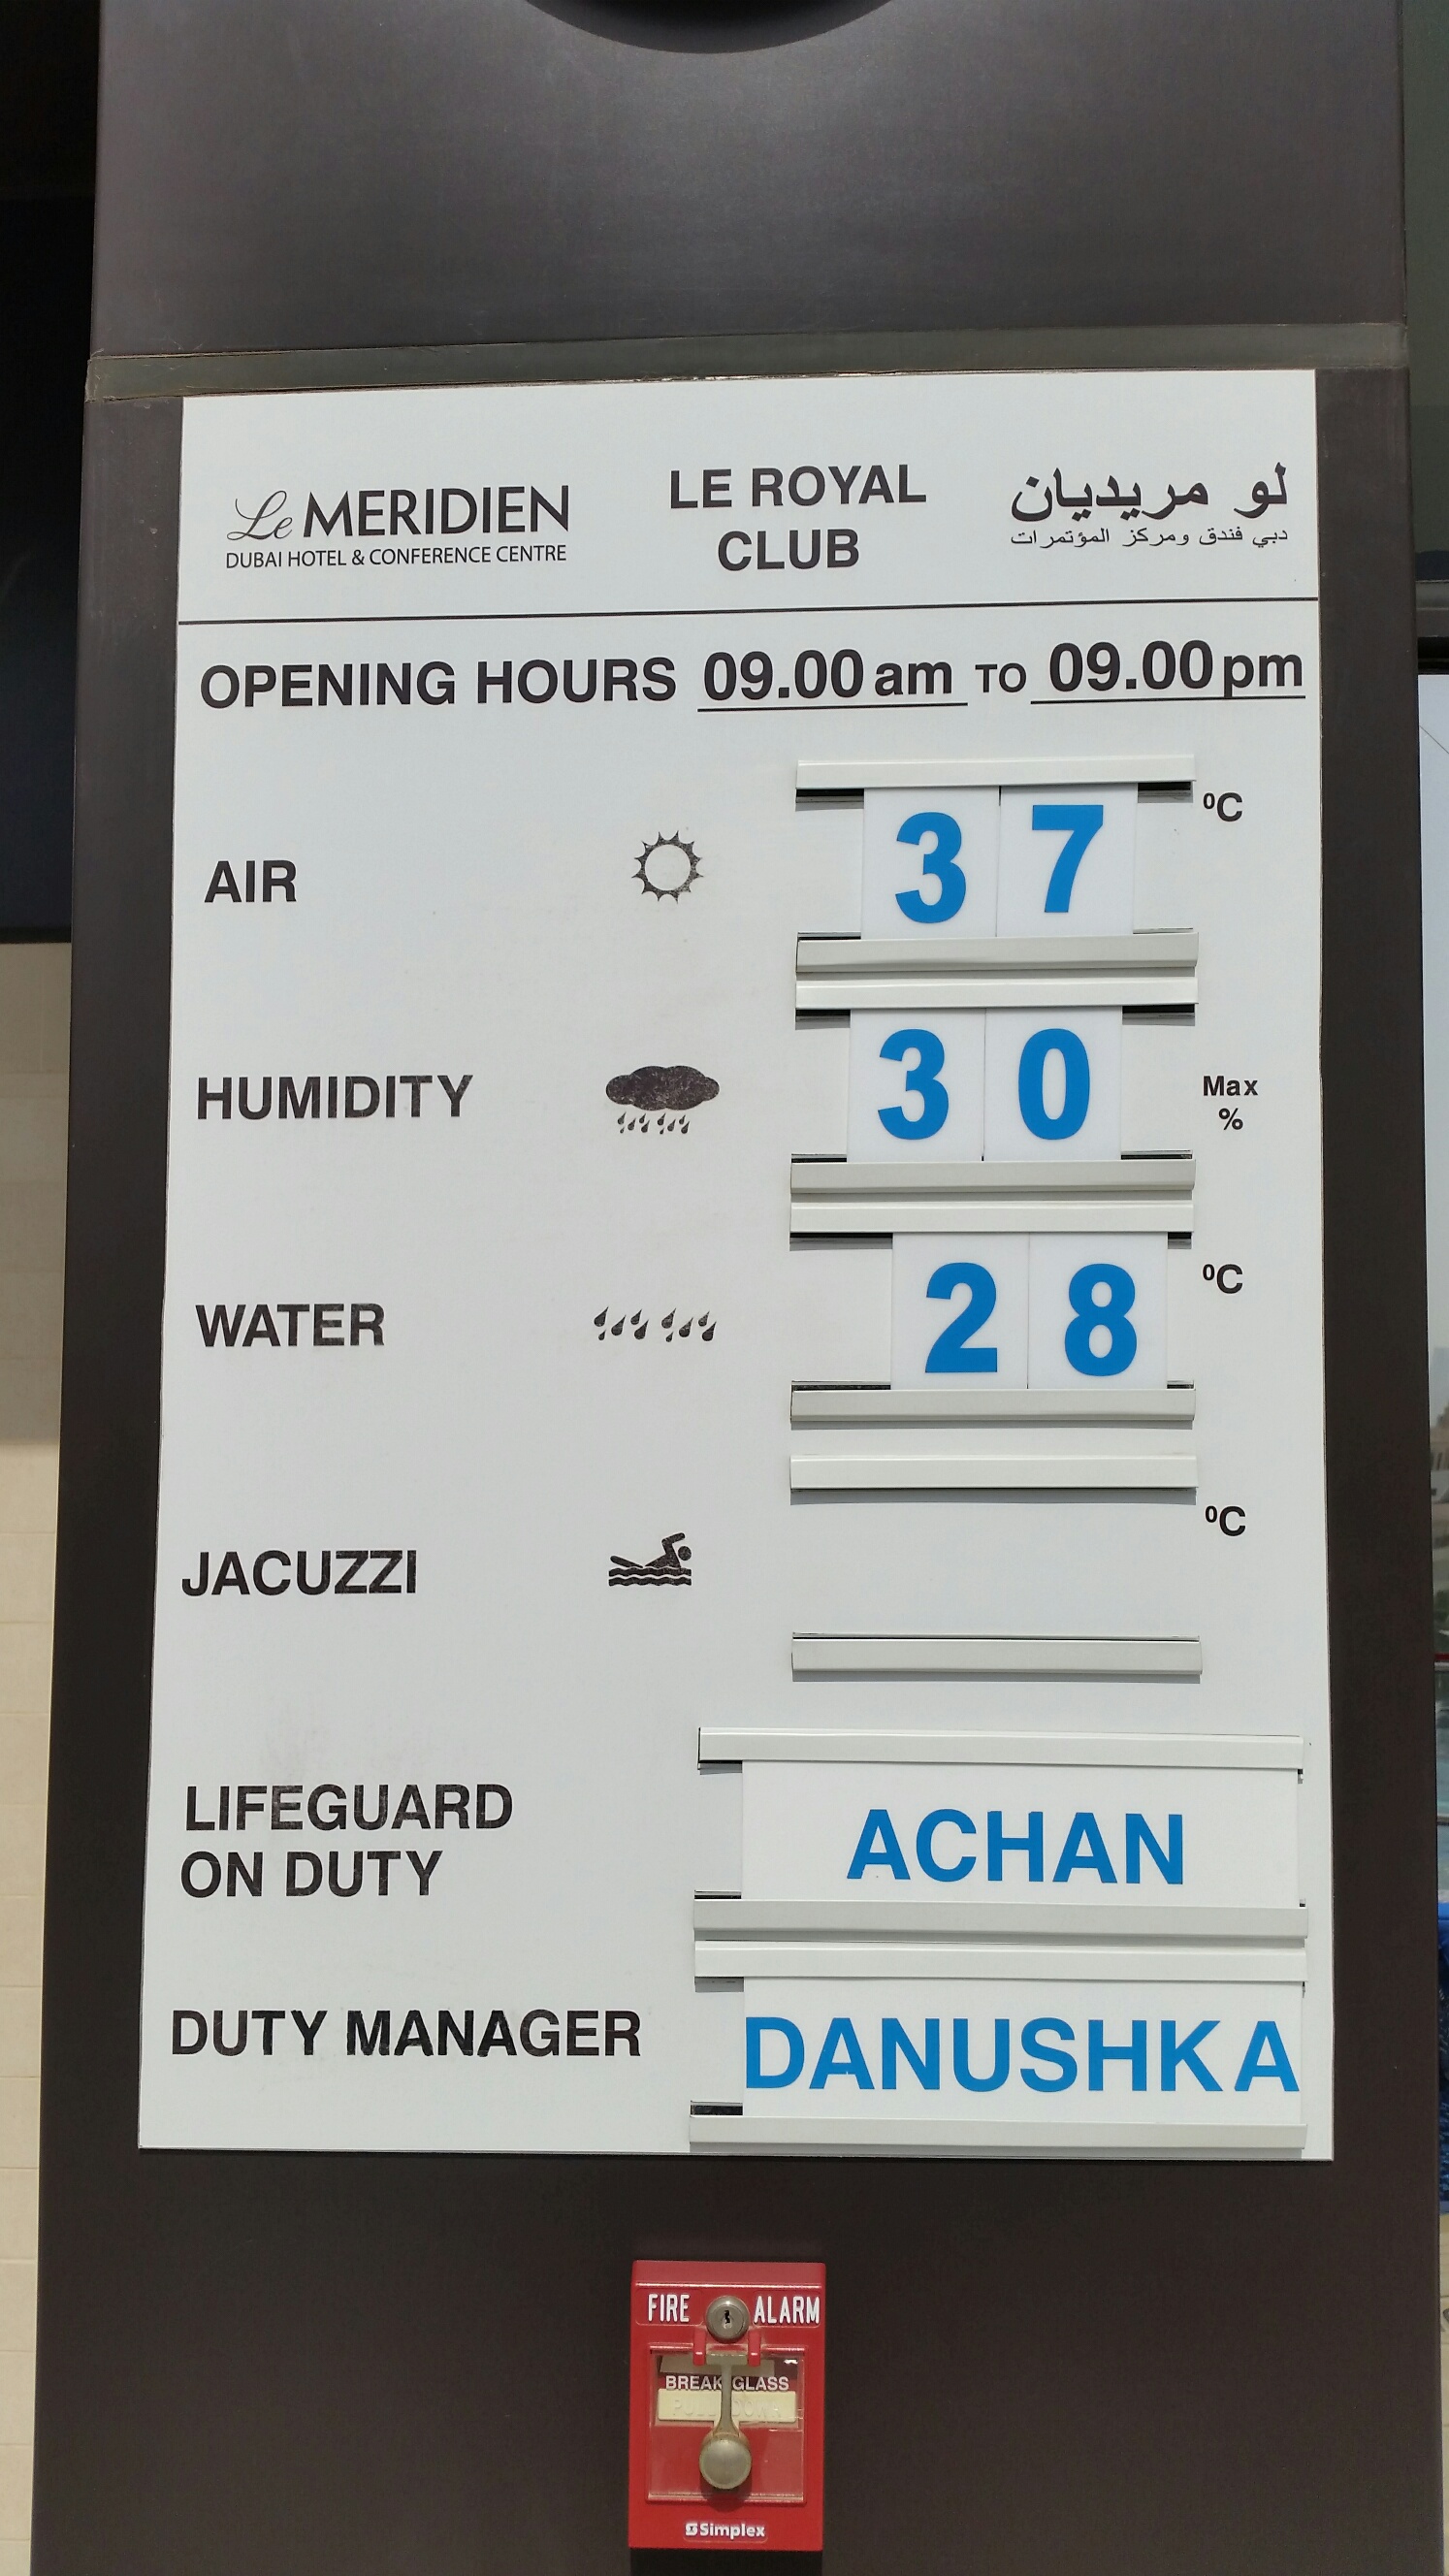 Le MERIDIEN
DUBAI HOTEL & CONFERENCE CENTRE
LE ROYAL
CLUB
لو مريديان
دبي فندق ومركز المؤتمرات
OPENING HOURS 09.00 am TO 09.00 pm
AIR 37 ⁰C
HUMIDITY 30 Max %
WATER 28 ⁰C
JACUZZI ⁰C
LIFEGUARD
ON DUTY
ACHAN
DUTY MANAGER DANUSHKA
FIRE ALARM
BREAK GLASS
PULL DOWN
Simplex